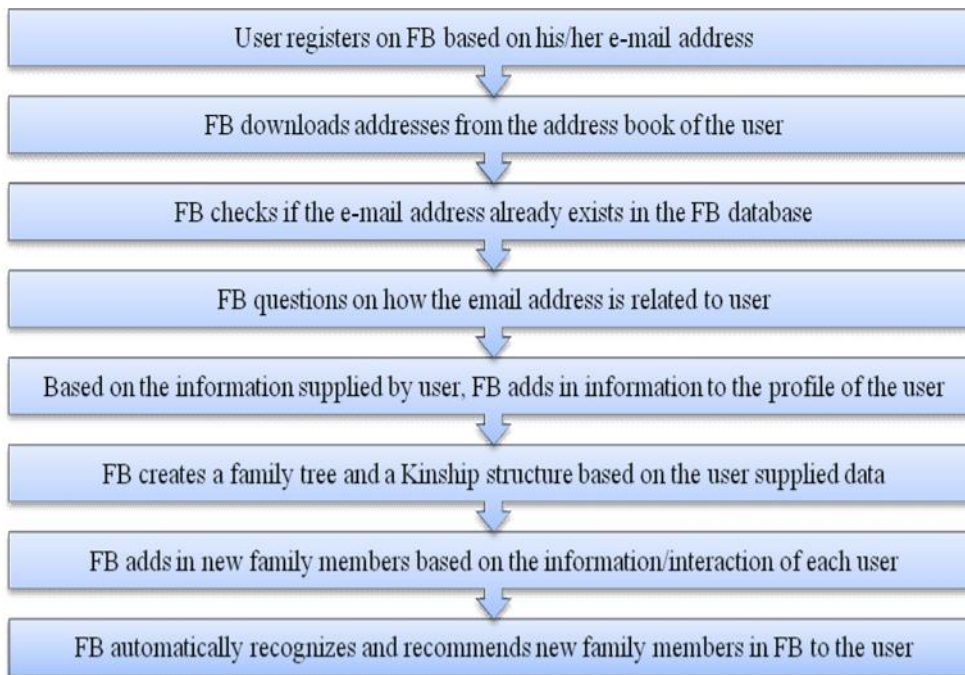 User registers on FB based on his/her e-mail address
FB downloads addresses from the address book of the user
FB checks if the e-mail address already exists in the FB database
FB questions on how the email address is related to user
Based on the information supplied by user, FB adds in information to the profile of the user
FB creates a family tree and a Kinship structure based on the user supplied data
FB adds in new family members based on the information/interaction of each user
FB automatically recognizes and recommends new family members in FB to the user